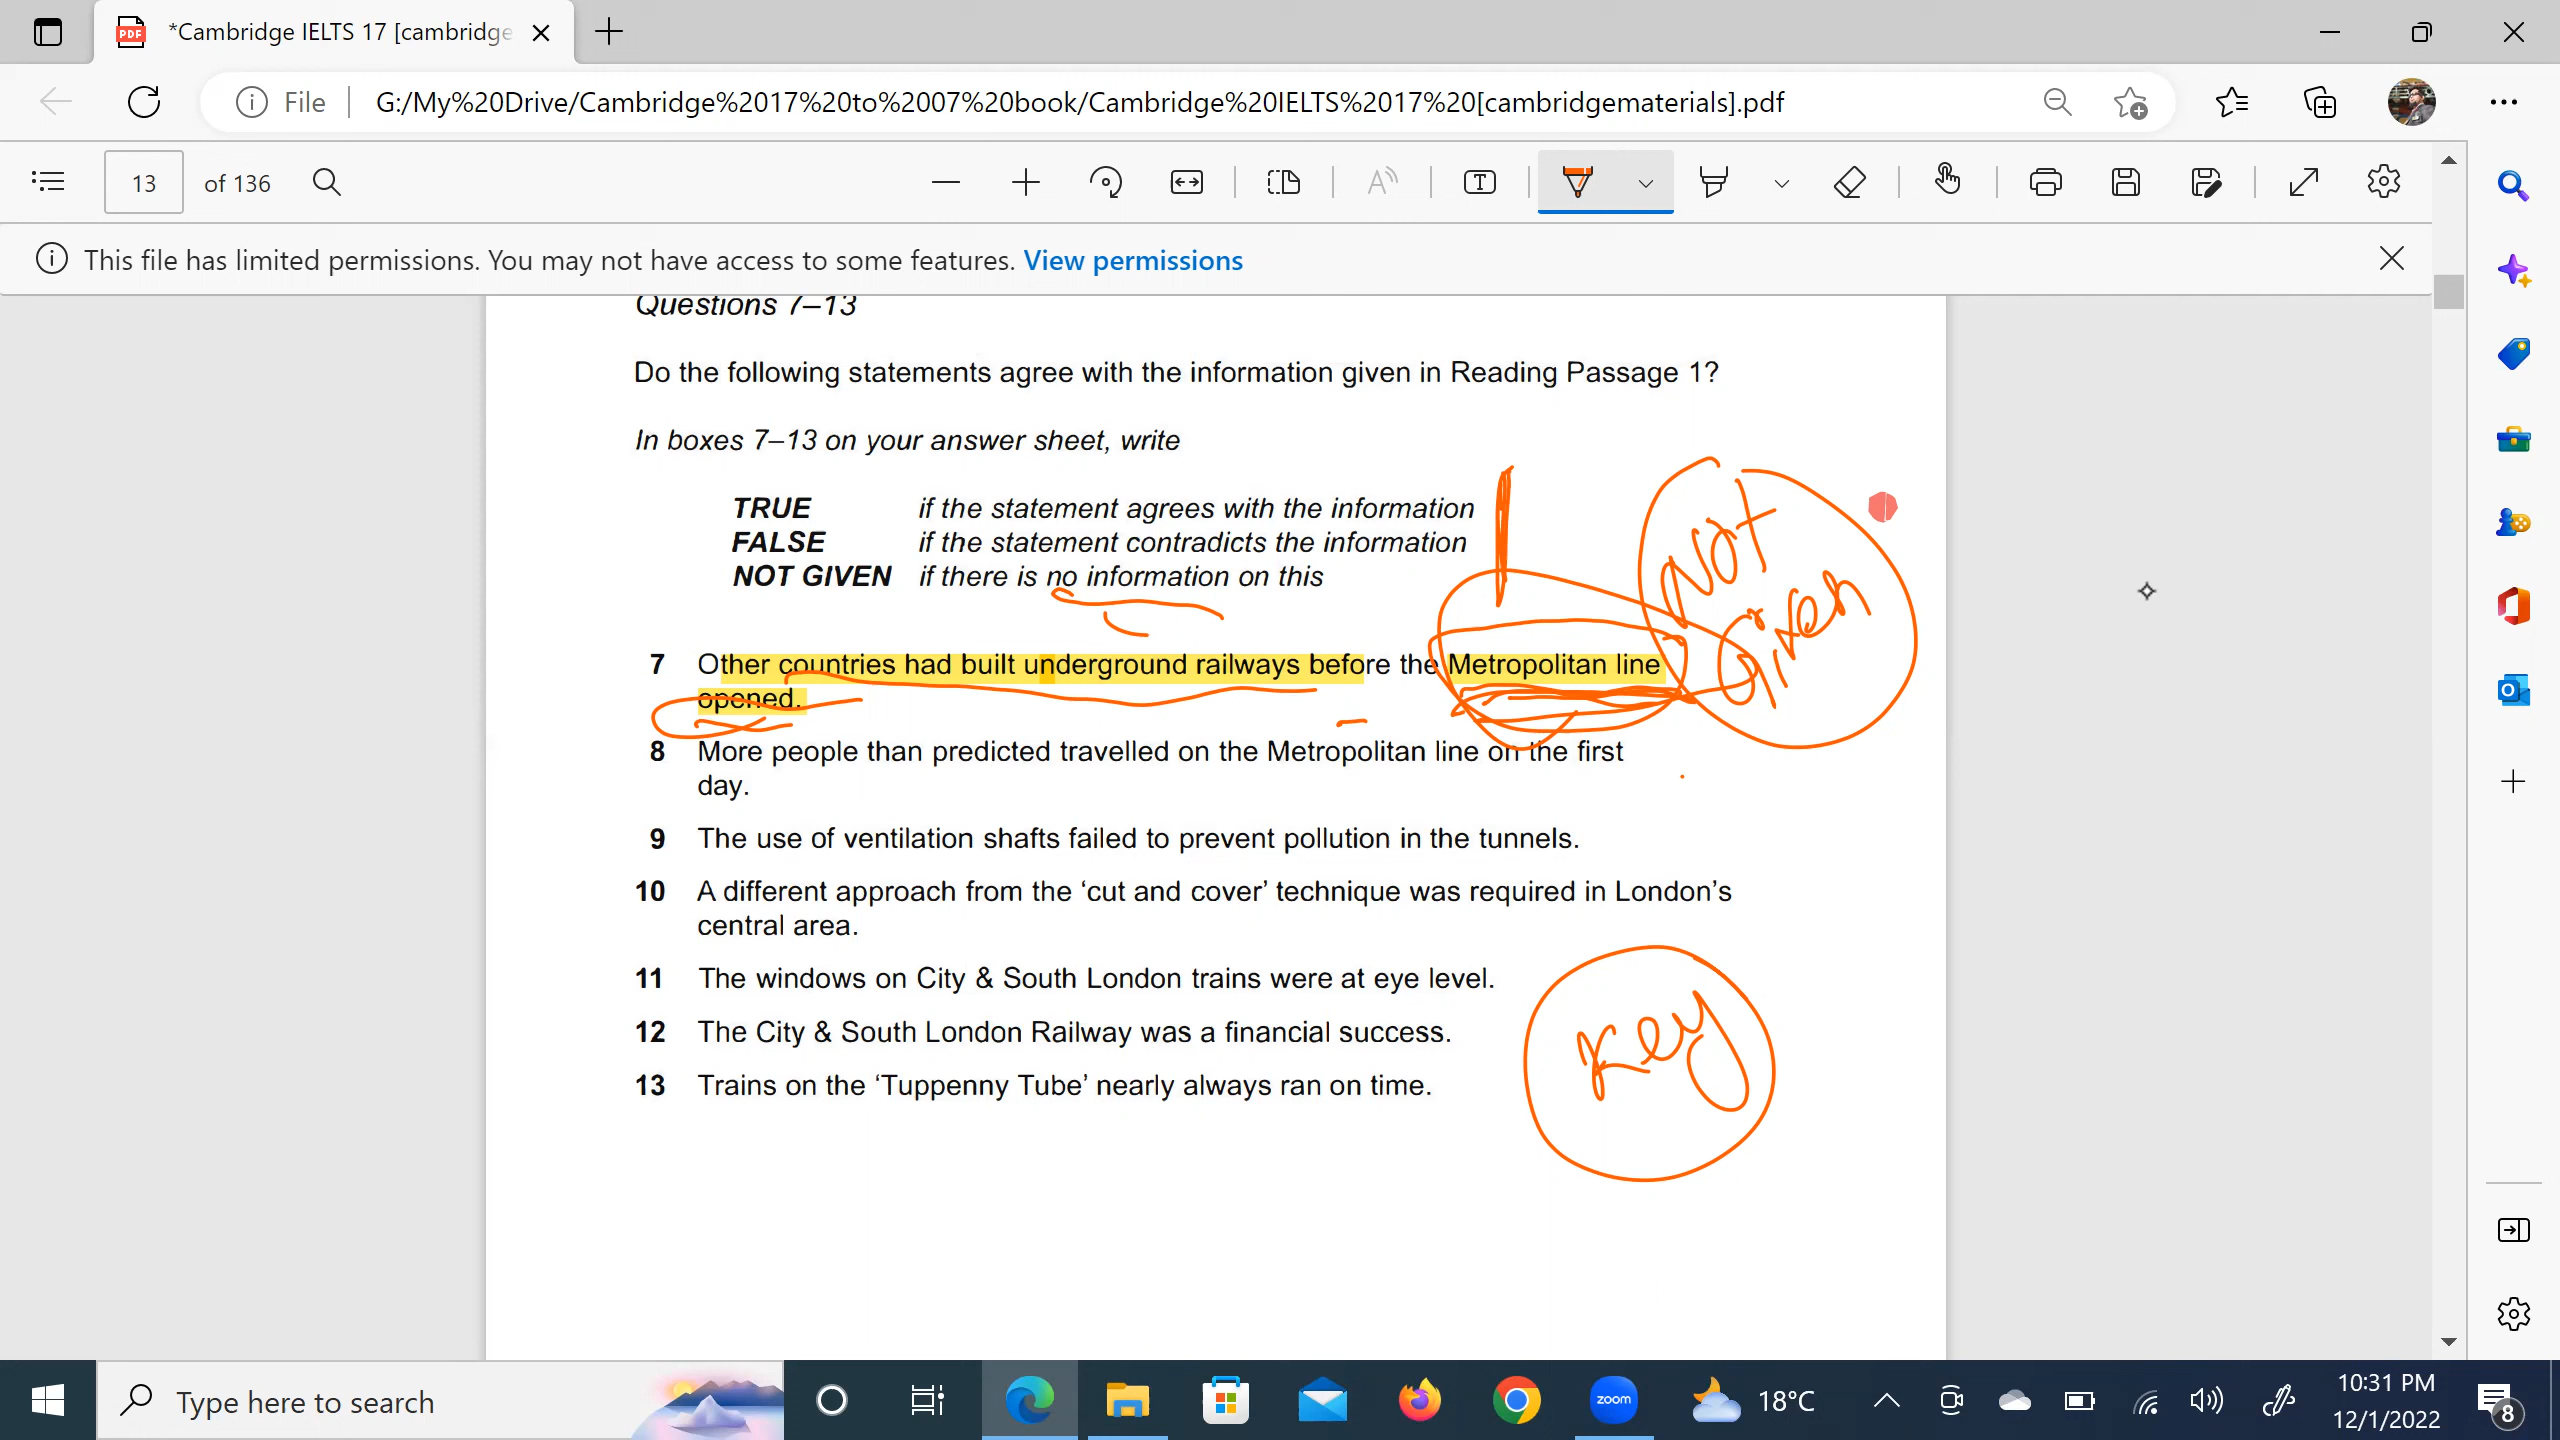 *Cambridge IELTS 17 [cambridge
File
G:/My%20Drive/Cambridge%2017%20to%2007%20book/Cambridge%20IELTS%2017%20[cambridgematerials].pdf
13 of 136
This file has limited permissions. You may not have access to some features. View permissions
Questions 7–13
Do the following statements agree with the information given in Reading Passage 1?
In boxes 7–13 on your answer sheet, write
TRUE if the statement agrees with the information
FALSE if the statement contradicts the information
NOT GIVEN if there is no information on this
Not
Given
7 Other countries had built underground railways before the Metropolitan line
opened.
8 More people than predicted travelled on the Metropolitan line on the first
day.
9 The use of ventilation shafts failed to prevent pollution in the tunnels.
10 A different approach from the ‘cut and cover’ technique was required in London’s
central area.
11 The windows on City & South London trains were at eye level.
12 The City & South London Railway was a financial success.
13 Trains on the ‘Tuppenny Tube’ nearly always ran on time.
Key
Type here to search
zoom
18°C
10:31 PM
12/1/2022
8